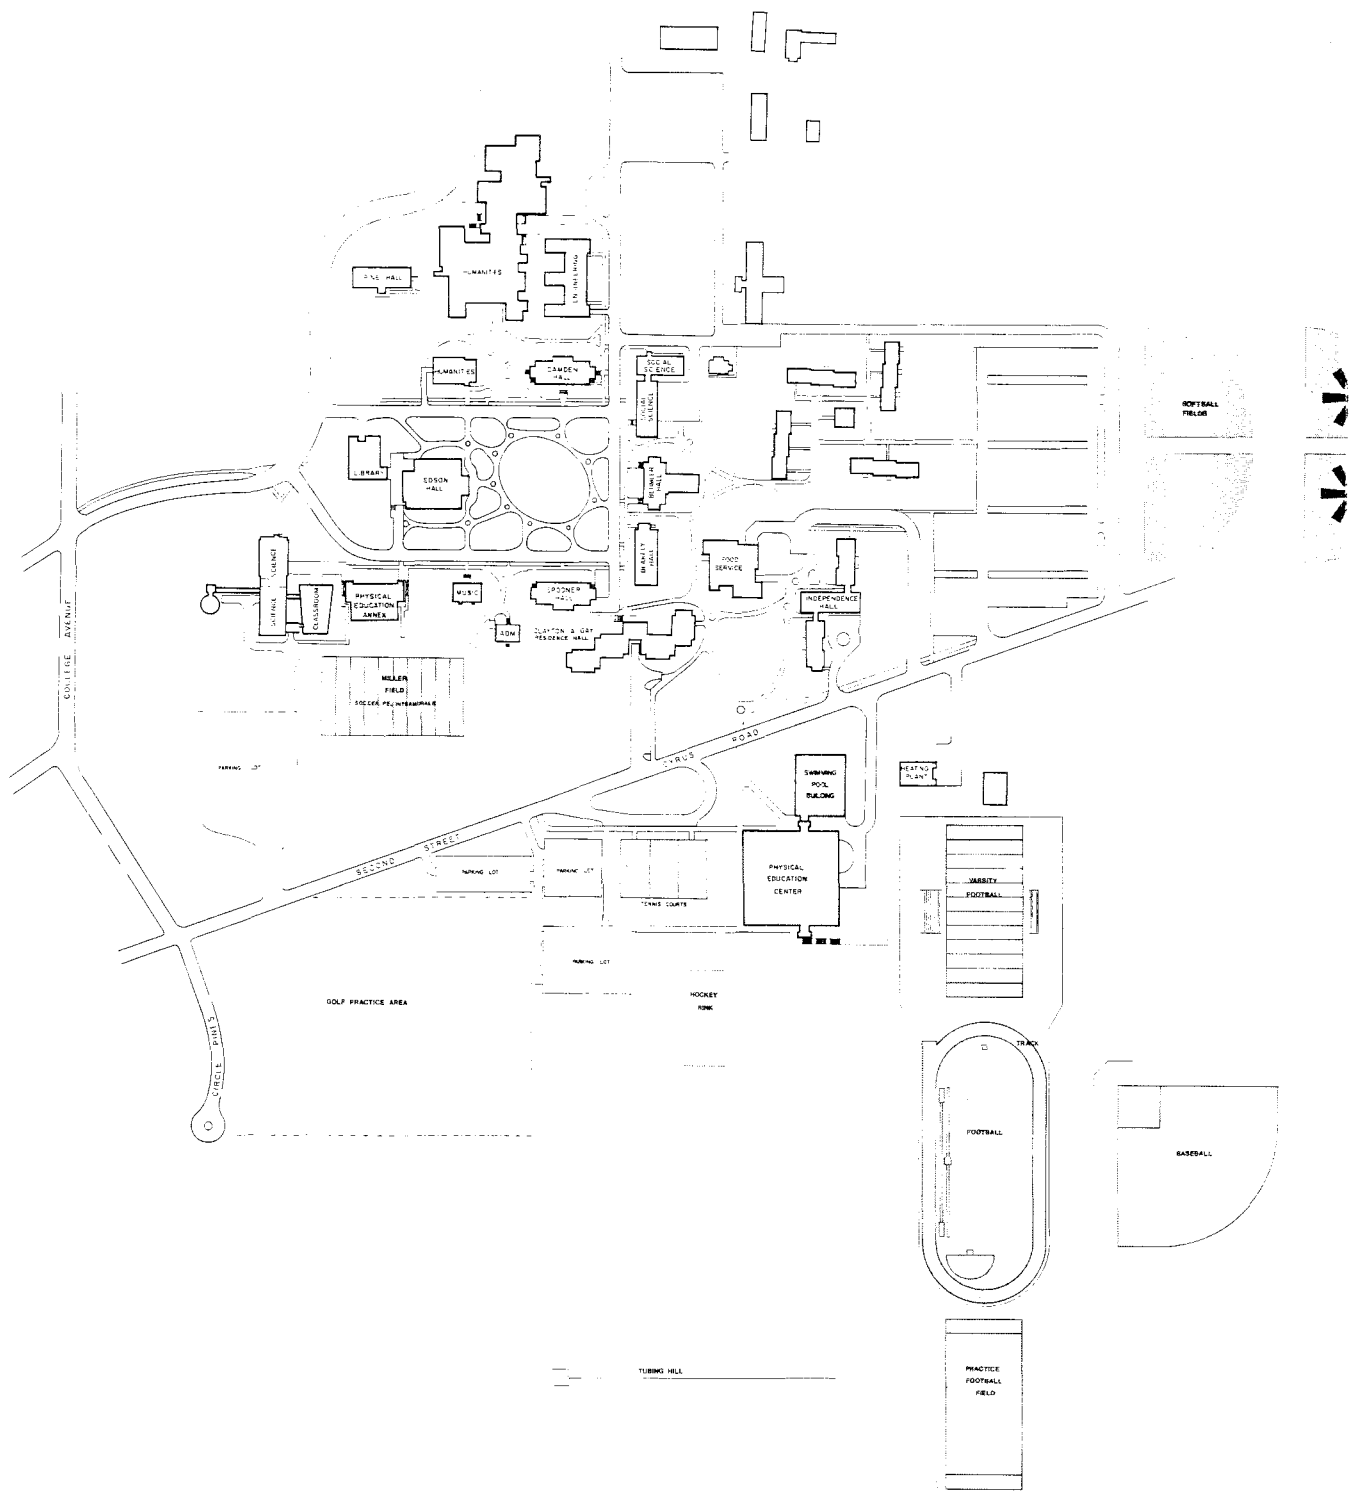 HUMANITIES
PINE HALL
ENGINEERING
HUMANITIES
CAMDEN
HALL
SOCIAL
SCIENCE
SOCIAL
SCIENCE
SOFTBALL
FIELDS
LIBRARY
EDSON
HALL
BEHMLER
HALL
SCIENCE
SCIENCE
CLASSROOM
PHYSICAL
EDUCATION
ANNEX
MUSIC
SPOONER
HALL
BLAKELY
HALL
FOOD
SERVICE
INDEPENDENCE
HALL
ADM
CLAYTON A GAY
RESIDENCE HALL
COLLEGE AVENUE
MILLER
FIELD
PARKING LOT
CYRUS ROAD
SWIMMING
POOL
BUILDING
HEATING
PLANT
SECOND STREET
PARKING LOT
PARKING LOT
TENNIS COURTS
PHYSICAL
EDUCATION
CENTER
VARSITY
FOOTBALL
PARKING LOT
GOLF PRACTICE AREA
HOCKEY
RINK
CIRCLE PINES
TRACK
FOOTBALL
BASEBALL
TUBING HILL
PRACTICE
FOOTBALL
FIELD